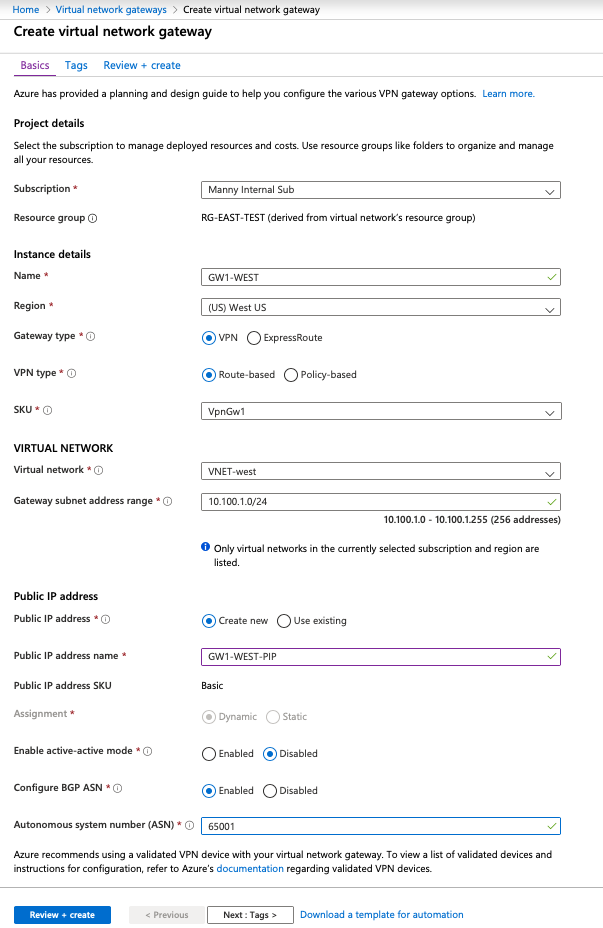 Home > Virtual network gateways > Create virtual network gateway
Create virtual network gateway
Basics Tags Review + create
Azure has provided a planning and design guide to help you configure the various VPN gateway options. Learn more.
Project details
Select the subscription to manage deployed resources and costs. Use resource groups like folders to organize and manage
all your resources.
Subscription * Manny Internal Sub
Resource group RG-EAST-TEST (derived from virtual network's resource group)
Instance details
Name * GW1-WEST
Region * (US) West US
Gateway type * VPN ExpressRoute
VPN type * Route-based Policy-based
SKU * VpnGw1
VIRTUAL NETWORK
Virtual network * VNET-west
Gateway subnet address range * 10.100.1.0/24
10.100.1.0 - 10.100.1.255 (256 addresses)
Only virtual networks in the currently selected subscription and region are
listed.
Public IP address
Public IP address * Create new Use existing
Public IP address name * GW1-WEST-PIP
Public IP address SKU Basic
Assignment * Dynamic Static
Enable active-active mode * Enabled Disabled
Configure BGP ASN * Enabled Disabled
Autonomous system number (ASN) * 65001
Azure recommends using a validated VPN device with your virtual network gateway. To view a list of validated devices and
instructions for configuration, refer to Azure's documentation regarding validated VPN devices.
Review + create < Previous Next : Tags > Download a template for automation